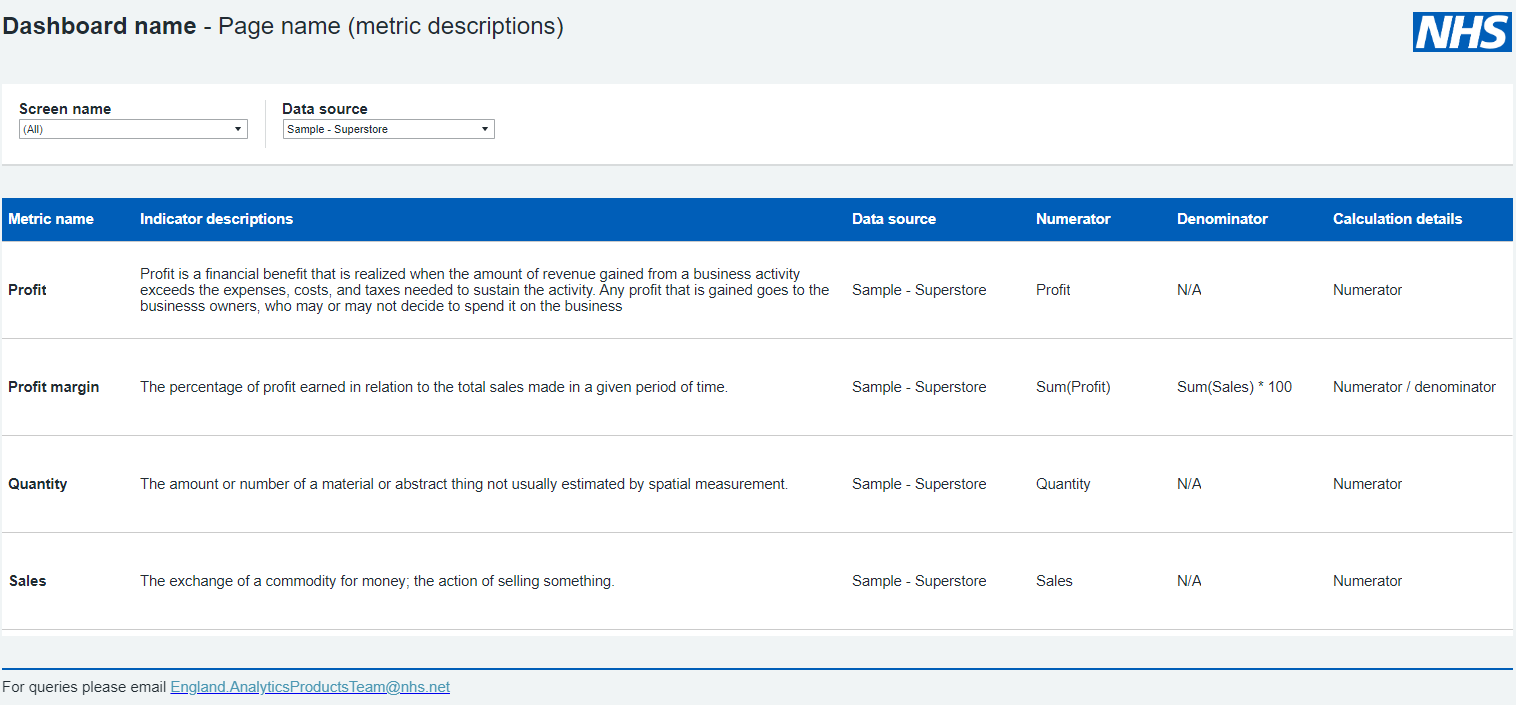 Dashboard name - Page name (metric descriptions)
NHS
Screen name
(All)
Data source
Sample - Superstore
Metric name Indicator descriptions Data source Numerator Denominator Calculation details
Profit is a financial benefit that is realized when the amount of revenue gained from a business activity
Profit exceeds the expenses, costs, and taxes needed to sustain the activity. Any profit that is gained goes to the Sample - Superstore Profit N/A Numerator
businesss owners, who may or may not decide to spend it on the business
Profit margin The percentage of profit earned in relation to the total sales made in a given period of time. Sample - Superstore Sum(Profit) Sum(Sales) * 100 Numerator / denominator
Quantity The amount or number of a material or abstract thing not usually estimated by spatial measurement. Sample - Superstore Quantity N/A Numerator
Sales The exchange of a commodity for money; the action of selling something. Sample - Superstore Sales N/A Numerator
For queries please email England.AnalyticsProductsTeam@nhs.net